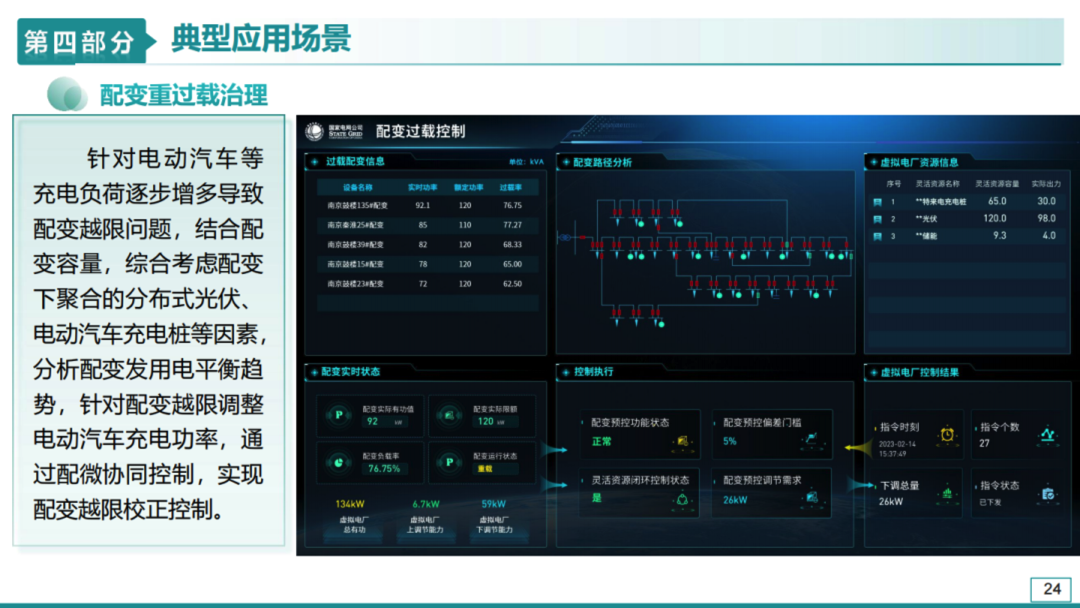 第四部分
典型应用场景
配变重过载治理
针对电动汽车等
充电负荷逐步增多导致
配变越限问题，结合配
变容量，综合考虑配变
下聚合的分布式光伏、
电动汽车充电桩等因素，
分析配变发用电平衡趋
势，针对配变越限调整
电动汽车充电功率，通
过配微协同控制，实现
配变越限校正控制。
国家电网公司
STATE GRID
配变过载控制
过载配变信息
单位：kVA
设备名称 实时功率 额定功率 过载率
南京鼓楼135#配变 92.1 120 76.75
南京秦淮25#配变 85 110 77.27
南京鼓楼39#配变 82 120 68.33
南京鼓楼15#配变 78 120 65.00
南京鼓楼23#配变 72 120 62.50
配变路径分析
虚拟电厂资源信息
序号 灵活资源名称 灵活资源容量 实际出力
1 **特来电充电桩 65.0 30.0
2 **光伏 120.0 98.0
3 **储能 9.3 4.0
配变实时状态
P
配变实际有功值
92 kW
配变实际限额
120 kW
配变负载率
76.75%
P
配变运行状态
重载
134kW
虚拟电厂
总有功
6.7kW
虚拟电厂
上调节能力
59kW
虚拟电厂
下调节能力
控制执行
配变预控功能状态
正常
配变预控偏差门槛
5%
灵活资源闭环控制状态
是
配变预控调节需求
26kW
虚拟电厂控制结果
指令时刻
2023-02-14
15:37:49
指令个数
27
下调总量
26kW
指令状态
已下发
24